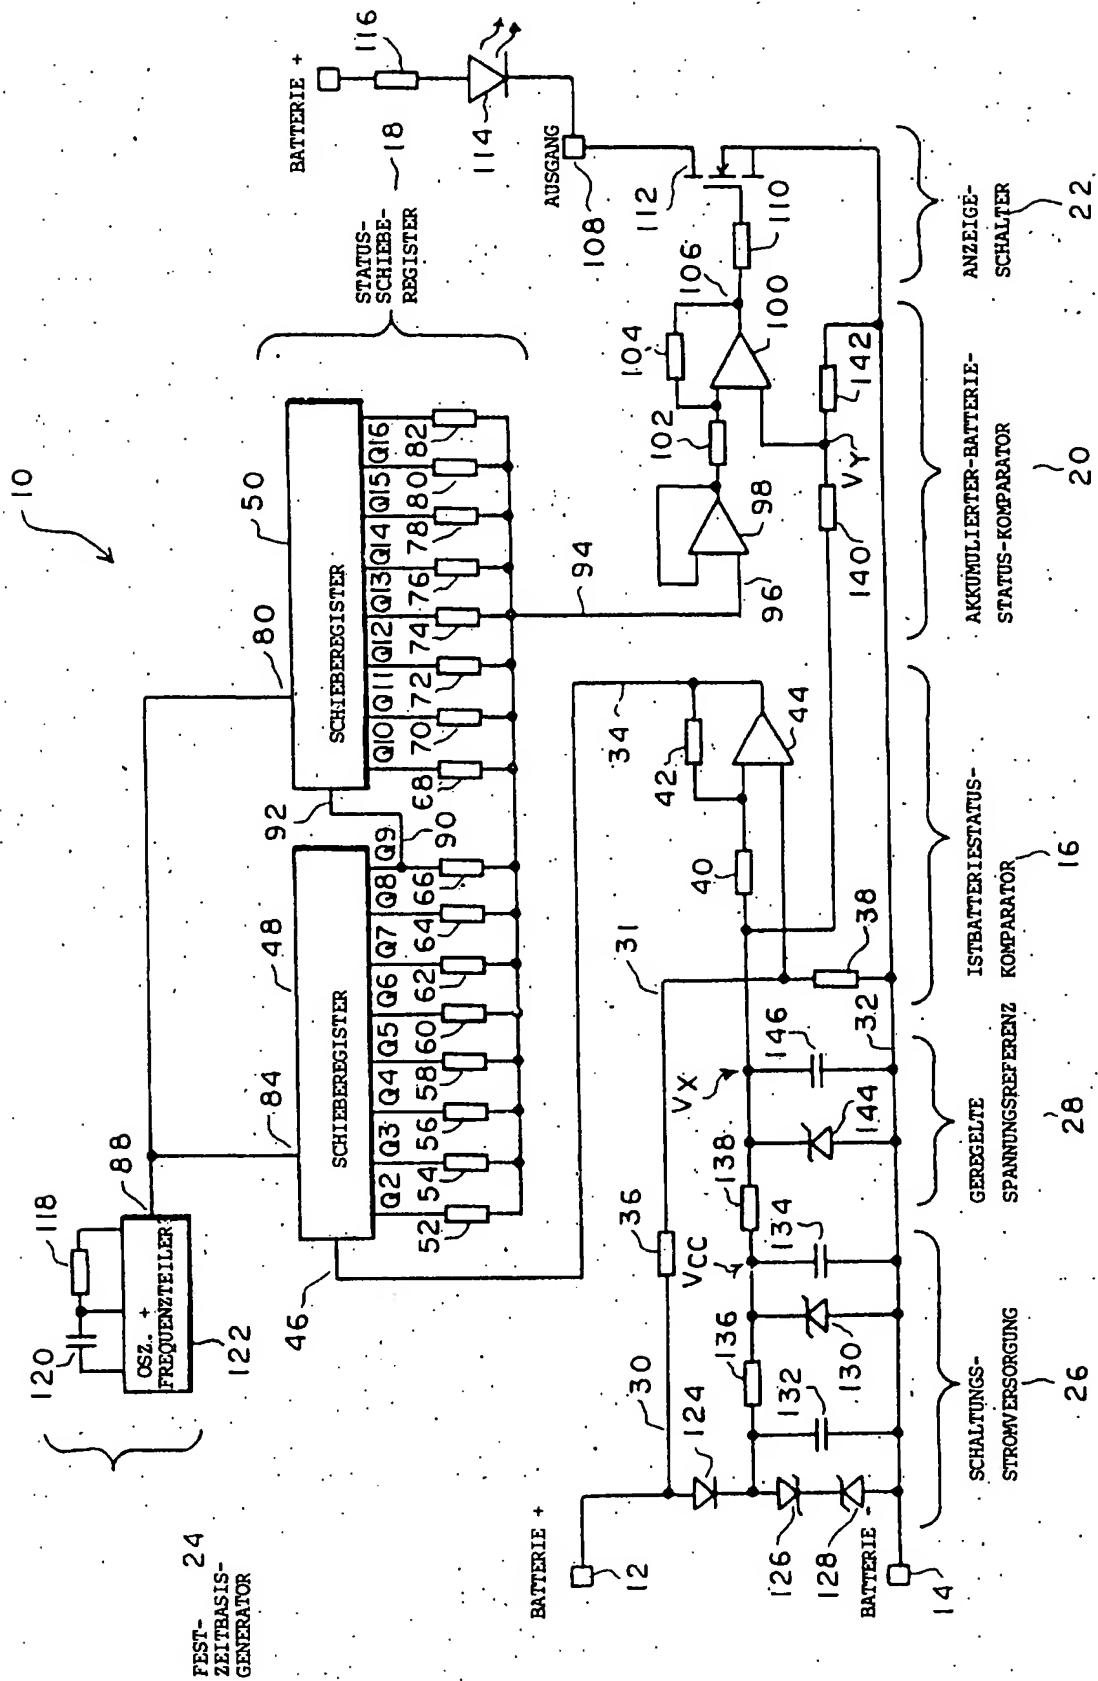 10
FEST-
ZEITBASIS-
GENERATOR
24
120
118
OSZ. +
FREQUENZTEILER
122
88
84
48
80
50
SCHIEBEREGISTER
46
SCHIEBEREGISTER
92
90
Q2 Q3 Q4 Q5 Q6 Q7 Q8 Q9
Q10 Q11 Q12 Q13 Q14 Q15 Q16
52 54 56 58 60 62 64 66
68 70 72 74 76 78 80 82
STATUS-
SCHIEBE-
REGISTER
18
BATTERIE +
116
114
AUSGANG
108
112
110
106
104
102
100
98
96
94
BATTERIE +
12
30
36
31
34
124
126
128
132
136
VCC
130
134
138
VX
144
146
32
38
40
42
44
140
VY
142
BATTERIE -
14
SCHALTUNGS-
STROMVERSORGUNG
26
GEREGELTE
SPANNUNGSREFERENZ
28
ISTBATTERIESTATUS-
KOMPARATOR
16
AKKUMULIERTER-BATTERIE-
STATUS-KOMPARATOR
20
ANZEIGE-
SCHALTER
22